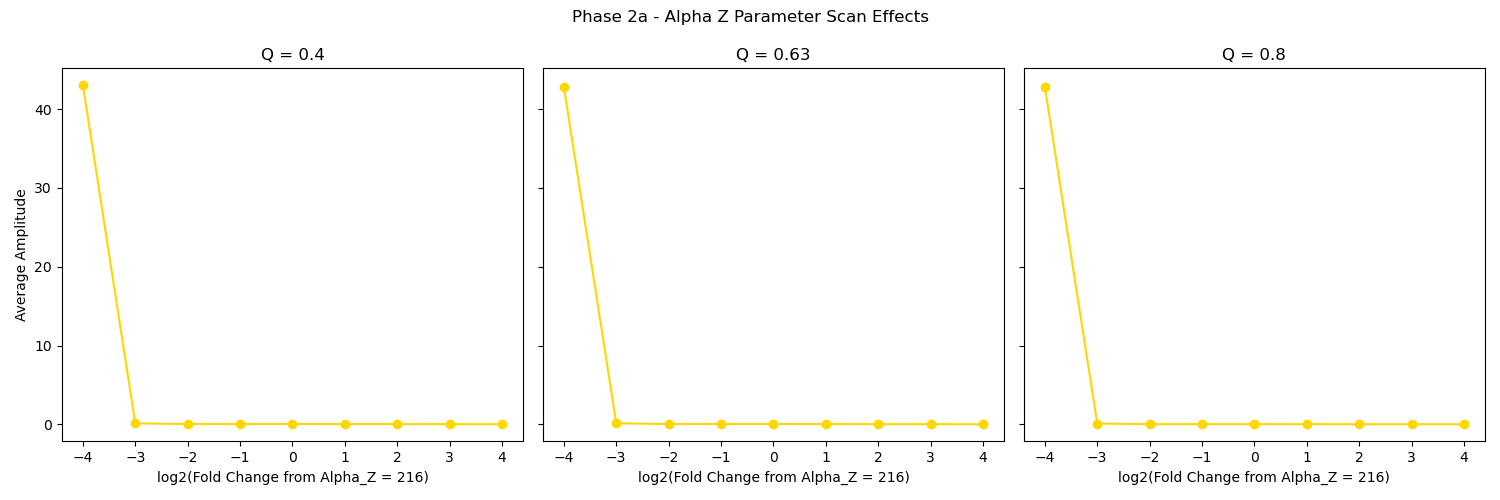 Phase 2a - Alpha Z Parameter Scan Effects
Q = 0.4
Q = 0.63
Q = 0.8
Average Amplitude
40
30
20
10
0
−4 −3 −2 −1 0 1 2 3 4
−4 −3 −2 −1 0 1 2 3 4
−4 −3 −2 −1 0 1 2 3 4
log2(Fold Change from Alpha_Z = 216)
log2(Fold Change from Alpha_Z = 216)
log2(Fold Change from Alpha_Z = 216)